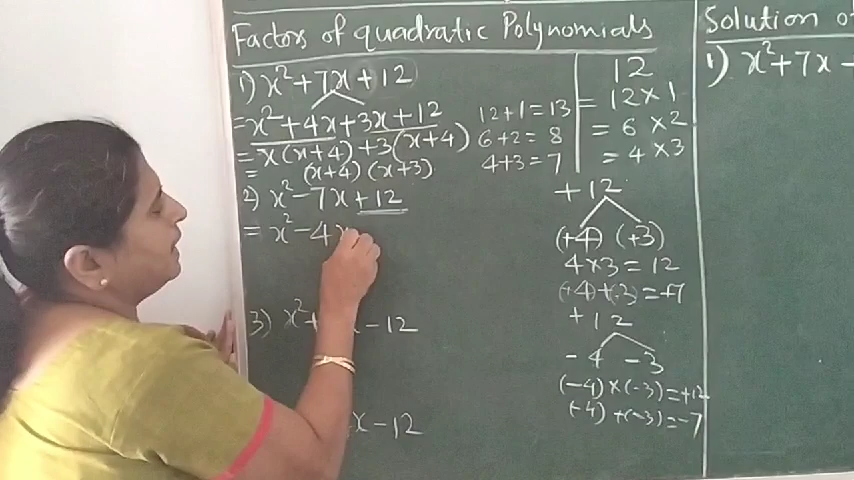 Factors of quadratic Polynomials
1) x² + 7x + 12
= x² + 4x + 3x + 12
= x(x+4) + 3(x+4)
= (x+4) (x+3)
2) x² - 7x + 12
= x² - 4x
3) x² + x - 12
x - 12
12+1 = 13
6+2 = 8
4+3 = 7
12
= 12 × 1
= 6 × 2
= 4 × 3
+12
(+4) (+3)
4×3 = 12
(+4)+(+3) = +7
+12
-4 -3
(-4) × (-3) = +12
(-4) + (-3) = -7
Solution
1) x² + 7x -